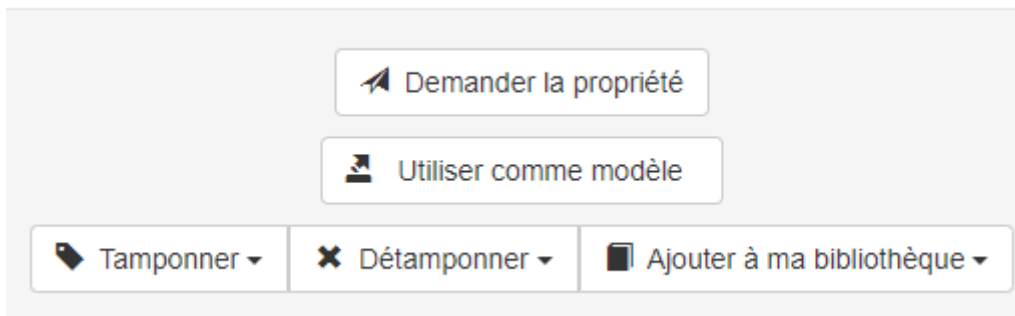 Demander la propriété
Utiliser comme modèle
Tamponner Détamponner Ajouter à ma bibliothèque